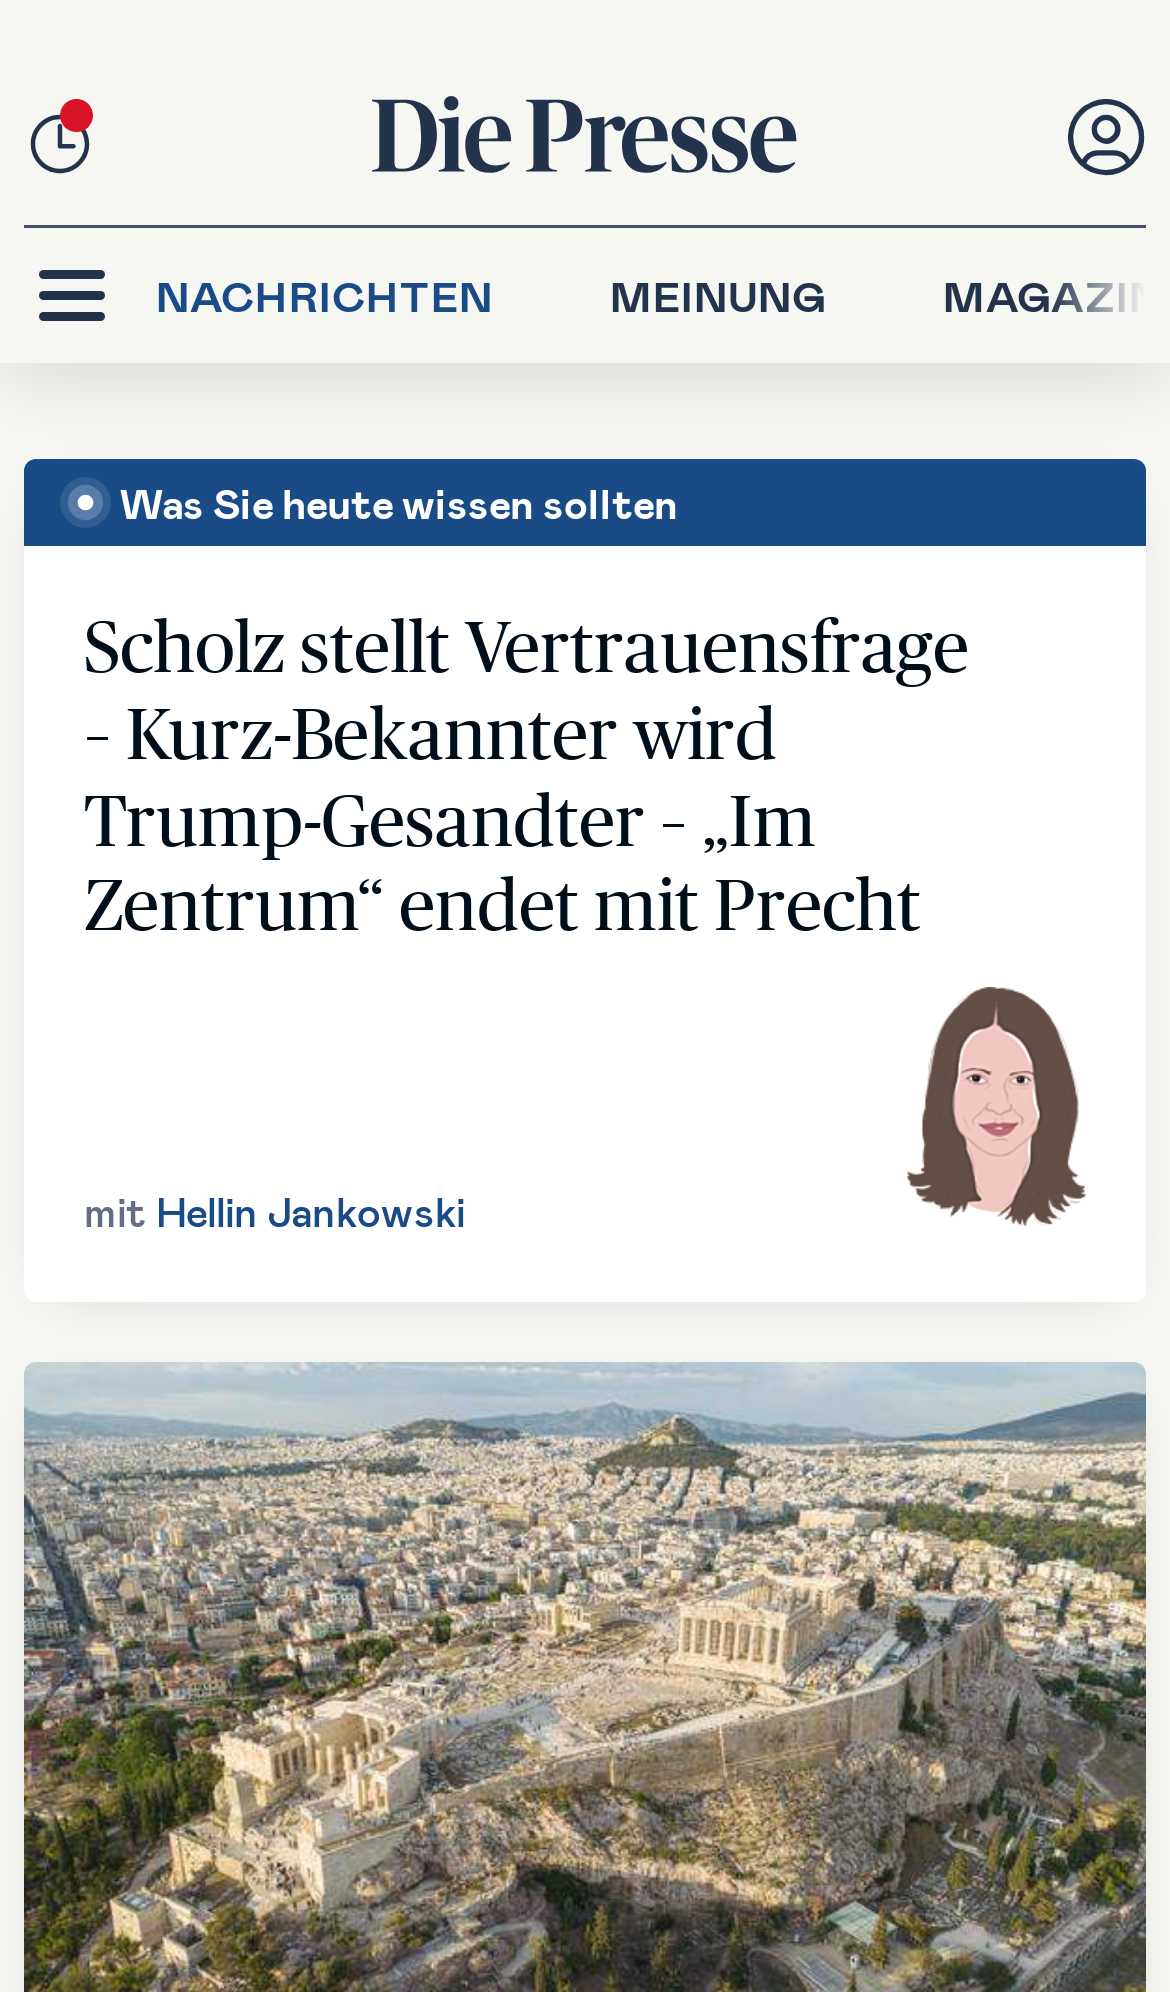 Die Presse
NACHRICHTEN MEINUNG MAGAZIN
Was Sie heute wissen sollten
Scholz stellt Vertrauensfrage
– Kurz-Bekannter wird
Trump-Gesandter – „Im
Zentrum“ endet mit Precht
mit Hellin Jankowski